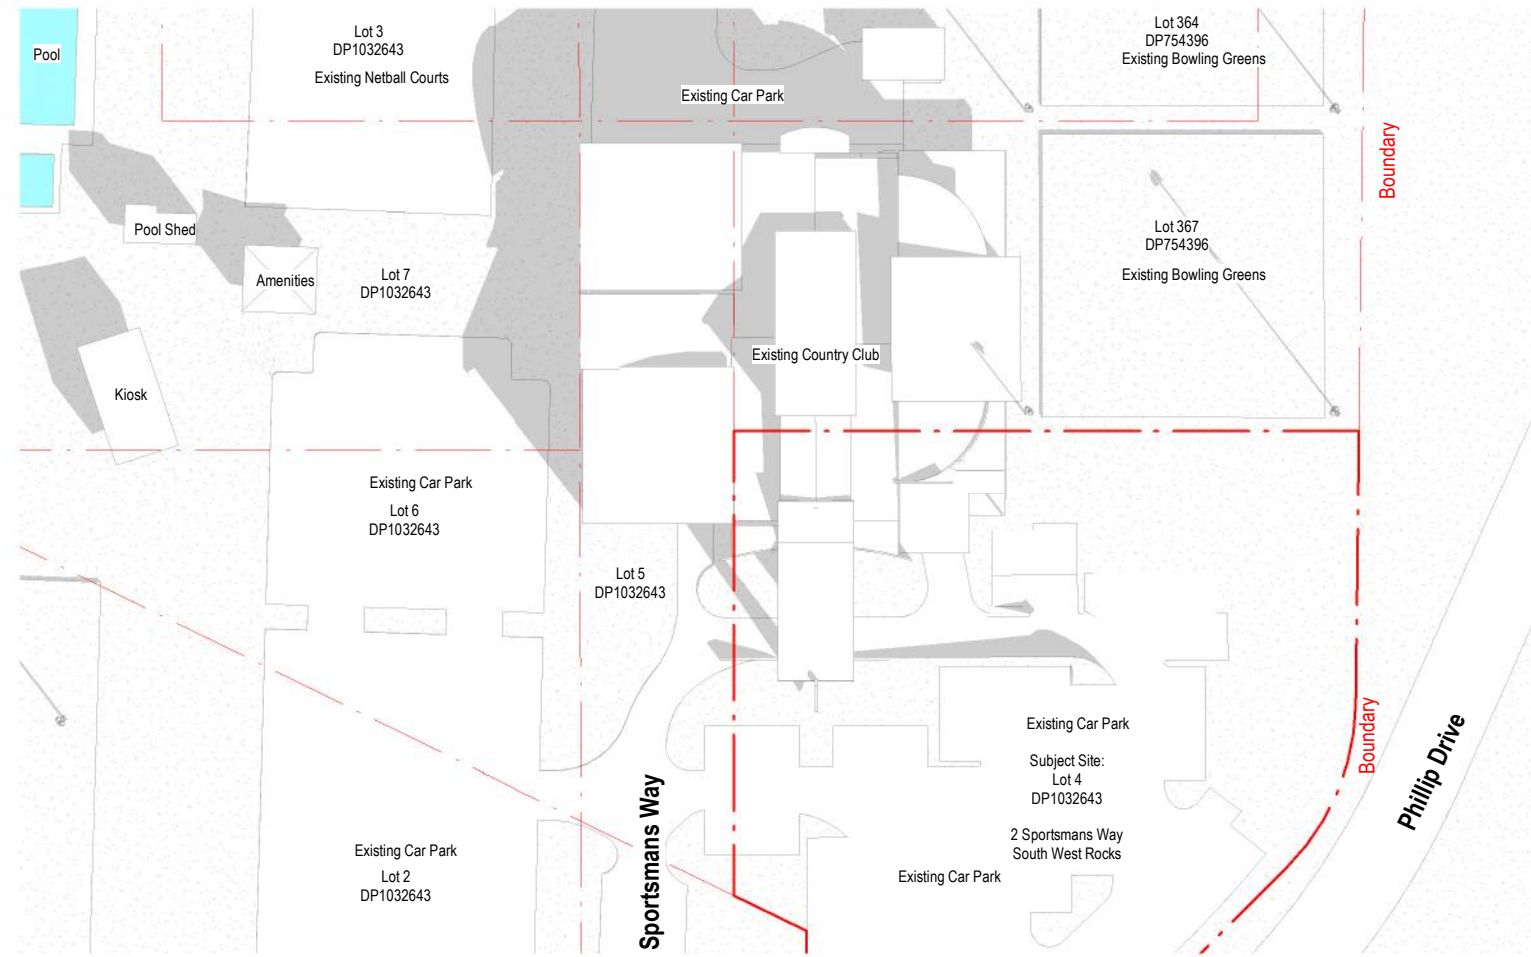 Lot 3
DP1032643
Existing Netball Courts
Pool
Existing Car Park
Lot 364
DP754396
Existing Bowling Greens
Boundary
Pool Shed
Amenities
Lot 7
DP1032643
Lot 367
DP754396
Existing Bowling Greens
Existing Country Club
Kiosk
Existing Car Park
Lot 6
DP1032643
Lot 5
DP1032643
Existing Car Park
Subject Site:
Lot 4
DP1032643
2 Sportsmans Way
South West Rocks
Boundary
Phillip Drive
Sportsmans Way
Existing Car Park
Lot 2
DP1032643
Existing Car Park